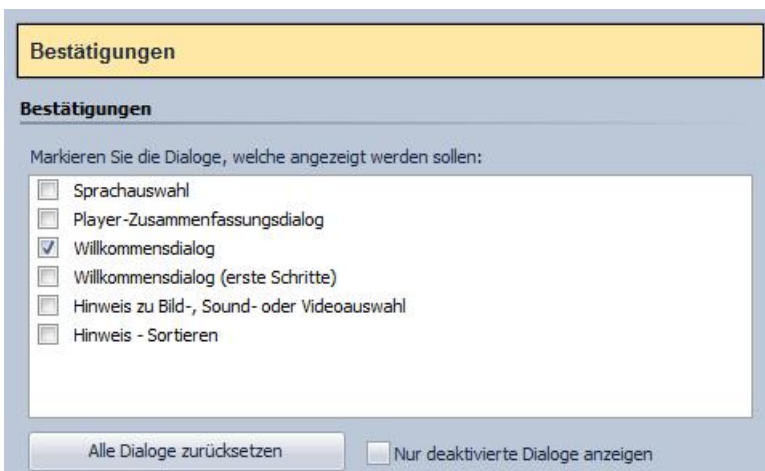 Bestätigungen
Bestätigungen
Markieren Sie die Dialoge, welche angezeigt werden sollen:
Sprachauswahl
Player-Zusammenfassungsdialog
Willkommensdialog
Willkommensdialog (erste Schritte)
Hinweis zu Bild-, Sound- oder Videoauswahl
Hinweis - Sortieren
Alle Dialoge zurücksetzen
Nur deaktivierte Dialoge anzeigen